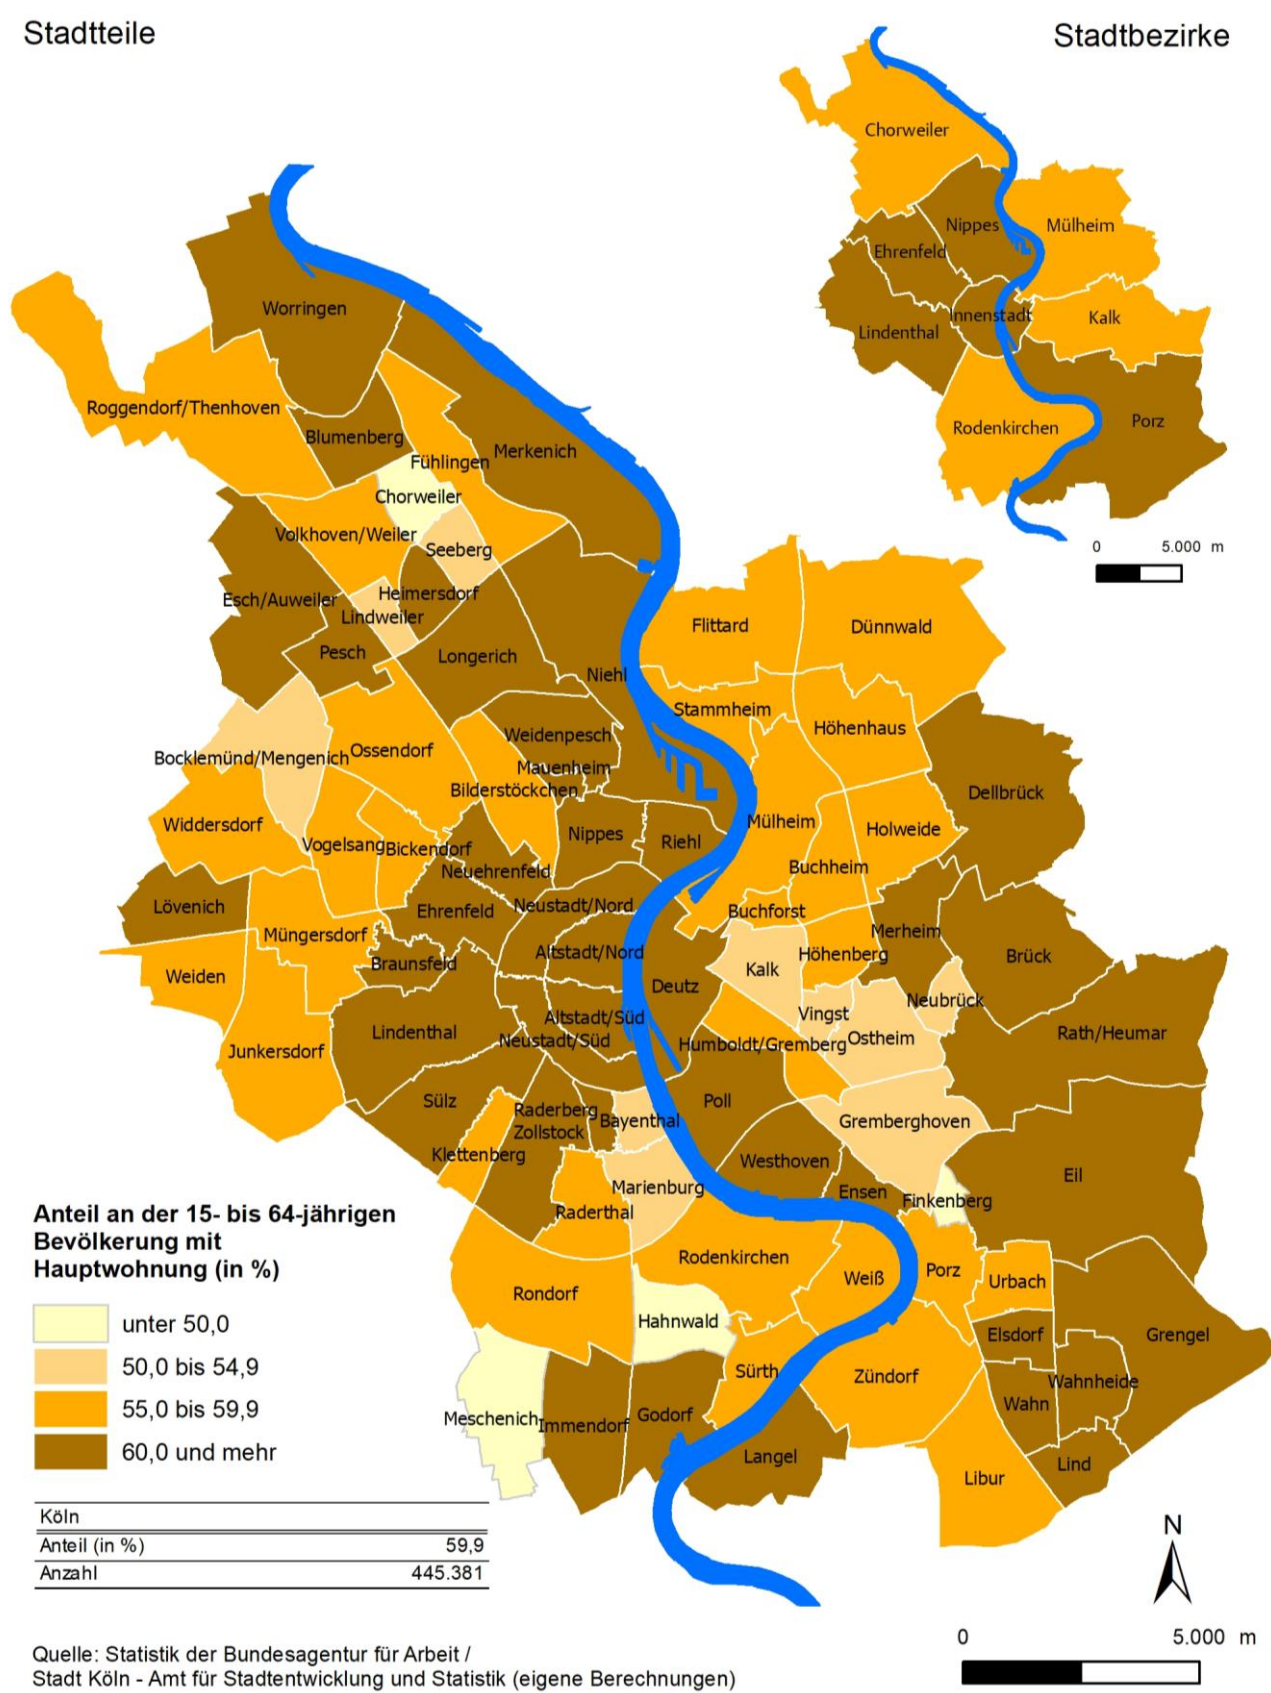 Stadtteile
Stadtbezirke
Chorweiler
Nippes
Mülheim
Ehrenfeld
Innenstadt
Kalk
Lindenthal
Rodenkirchen
Porz
0 5.000 m
Worringen
Roggendorf/Thenhoven
Blumenberg
Fühlingen
Merkenich
Chorweiler
Volkhoven/Weiler
Seeberg
Heimersdorf
Esch/Auweiler
Lindweiler
Pesch
Longerich
Niehl
Flittard
Dünnwald
Stammheim
Höhenhaus
Weidenpesch
Bocklemünd/Mengenich
Ossendorf
Mauenheim
Bilderstöckchen
Dellbrück
Widdersdorf
Vogelsang
Bickendorf
Nippes
Riehl
Mülheim
Holweide
Buchheim
Neuehrenfeld
Lövenich
Ehrenfeld
Neustadt/Nord
Buchforst
Müngersdorf
Merheim
Braunsfeld
Altstadt/Nord
Höhenberg
Brück
Weiden
Kalk
Deutz
Neubrück
Vingst
Altstadt/Süd
Lindenthal
Neustadt/Süd
Humboldt/Gremberg
Ostheim
Rath/Heumar
Junkersdorf
Sülz
Raderberg
Zollstock
Bayenthal
Poll
Gremberghoven
Klettenberg
Westhoven
Eil
Marienburg
Ensen
Finkenberg
Raderthal
Rodenkirchen
Weiß
Porz
Urbach
Rondorf
Hahnwald
Elsdorf
Grengel
Sürth
Zündorf
Wahnheide
Wahn
Meschenich
Immendorf
Godorf
Langel
Lind
Libur
Anteil an der 15- bis 64-jährigen
Bevölkerung mit
Hauptwohnung (in %)
unter 50,0
50,0 bis 54,9
55,0 bis 59,9
60,0 und mehr
Köln
Anteil (in %) 59,9
Anzahl 445.381
N
0 5.000 m
Quelle: Statistik der Bundesagentur für Arbeit /
Stadt Köln - Amt für Stadtentwicklung und Statistik (eigene Berechnungen)